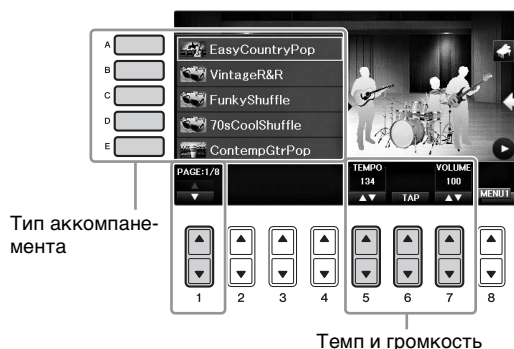 A
B
C
D
E
EasyCountryPop
VintageR&R
FunkyShuffle
70sCoolShuffle
ContempGtrPop
PAGE:1/8
TEMPO
134
TAP
VOLUME
100
MENU1
Тип аккомпане-
мента
1 2 3 4 5 6 7 8
Темп и громкость